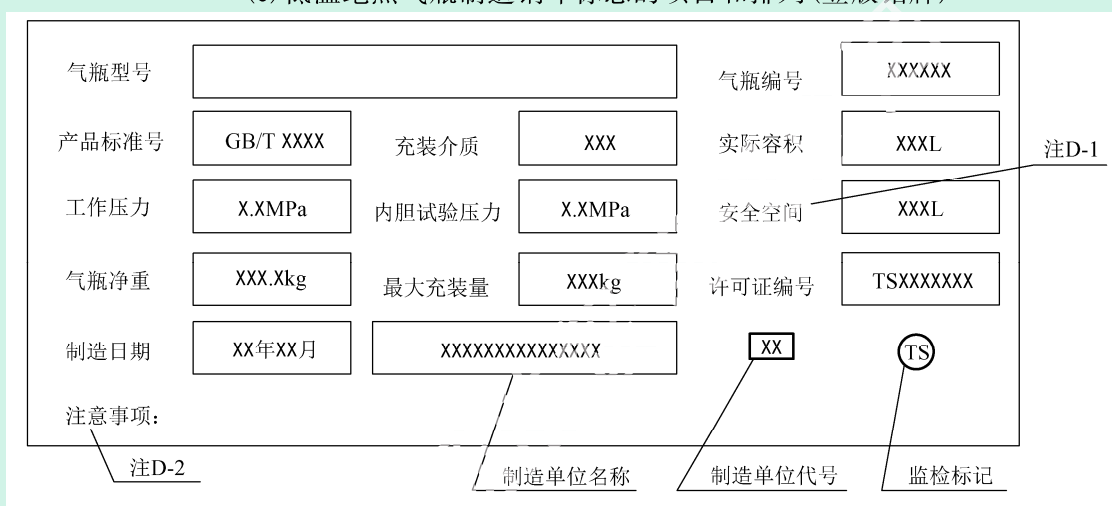 气瓶型号 气瓶编号 XXXXXX
产品标准号 GB/T XXXX 充装介质 XXX 实际容积 XXXL
注D-1
工作压力 X.XMPa 内胆试验压力 X.XMPa 安全空间 XXXL
气瓶净重 XXX.Xkg 最大充装量 XXXkg 许可证编号 TSXXXXXXX
制造日期 XX年XX月 XXXXXXXXXXXXXXX XX TS
注意事项：
注D-2 制造单位名称 制造单位代号 监检标记